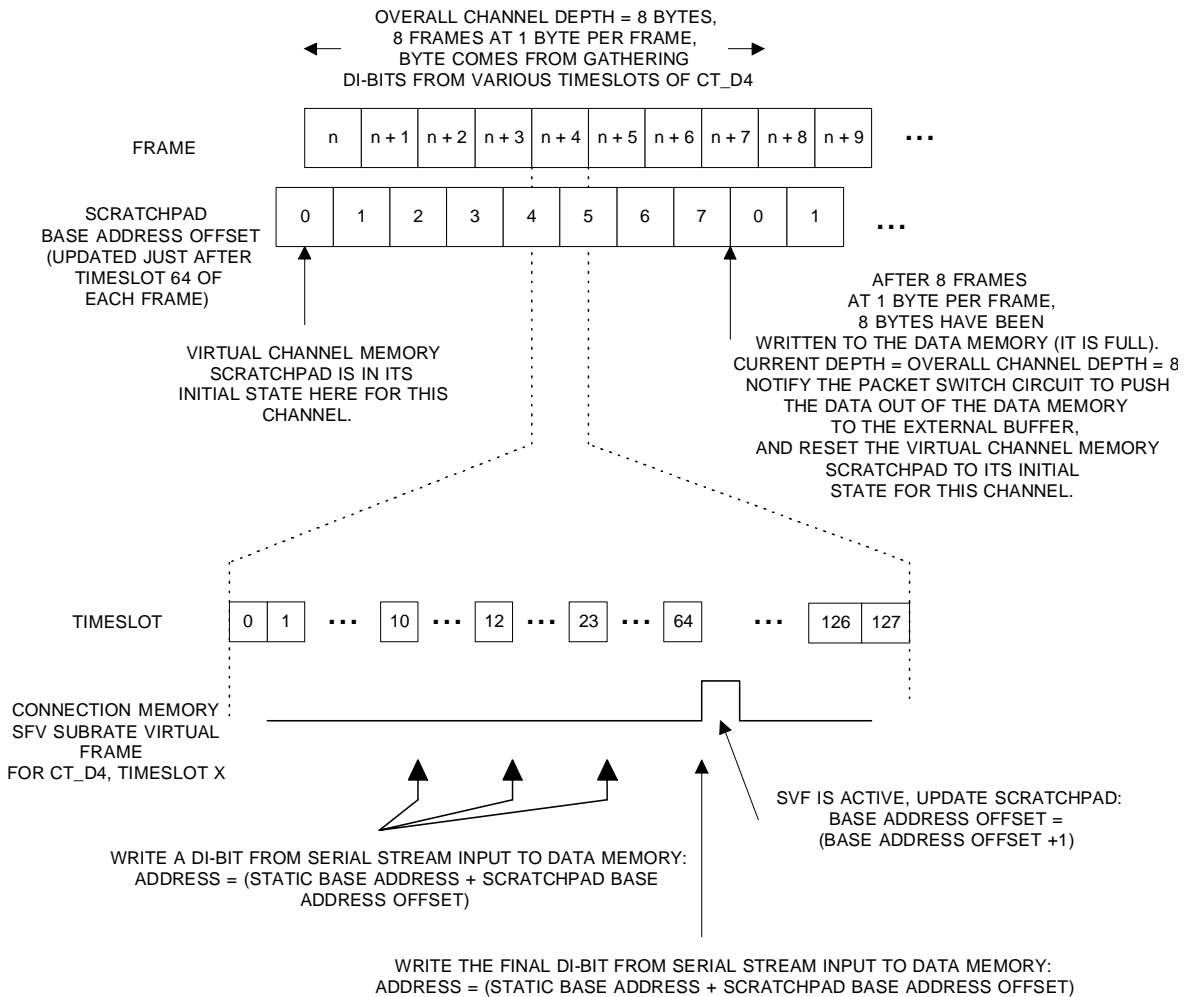 OVERALL CHANNEL DEPTH = 8 BYTES,
8 FRAMES AT 1 BYTE PER FRAME,
BYTE COMES FROM GATHERING
DI-BITS FROM VARIOUS TIMESLOTS OF CT_D4
FRAME
n n + 1 n + 2 n + 3 n + 4 n + 5 n + 6 n + 7 n + 8 n + 9 ...
SCRATCHPAD
BASE ADDRESS OFFSET
(UPDATED JUST AFTER
TIMESLOT 64 OF
EACH FRAME)
0 1 2 3 4 5 6 7 0 1 ...
VIRTUAL CHANNEL MEMORY
SCRATCHPAD IS IN ITS
INITIAL STATE HERE FOR THIS
CHANNEL.
AFTER 8 FRAMES
AT 1 BYTE PER FRAME,
8 BYTES HAVE BEEN
WRITTEN TO THE DATA MEMORY (IT IS FULL).
CURRENT DEPTH = OVERALL CHANNEL DEPTH = 8
NOTIFY THE PACKET SWITCH CIRCUIT TO PUSH
THE DATA OUT OF THE DATA MEMORY
TO THE EXTERNAL BUFFER,
AND RESET THE VIRTUAL CHANNEL MEMORY
SCRATCHPAD TO ITS INITIAL
STATE FOR THIS CHANNEL.
TIMESLOT
0 1 ... 10 ... 12 ... 23 ... 64 ... 126 127
CONNECTION MEMORY
SFV SUBRATE VIRTUAL
FRAME
FOR CT_D4, TIMESLOT X
SVF IS ACTIVE, UPDATE SCRATCHPAD:
BASE ADDRESS OFFSET =
(BASE ADDRESS OFFSET +1)
WRITE A DI-BIT FROM SERIAL STREAM INPUT TO DATA MEMORY:
ADDRESS = (STATIC BASE ADDRESS + SCRATCHPAD BASE
ADDRESS OFFSET)
WRITE THE FINAL DI-BIT FROM SERIAL STREAM INPUT TO DATA MEMORY:
ADDRESS = (STATIC BASE ADDRESS + SCRATCHPAD BASE ADDRESS OFFSET)